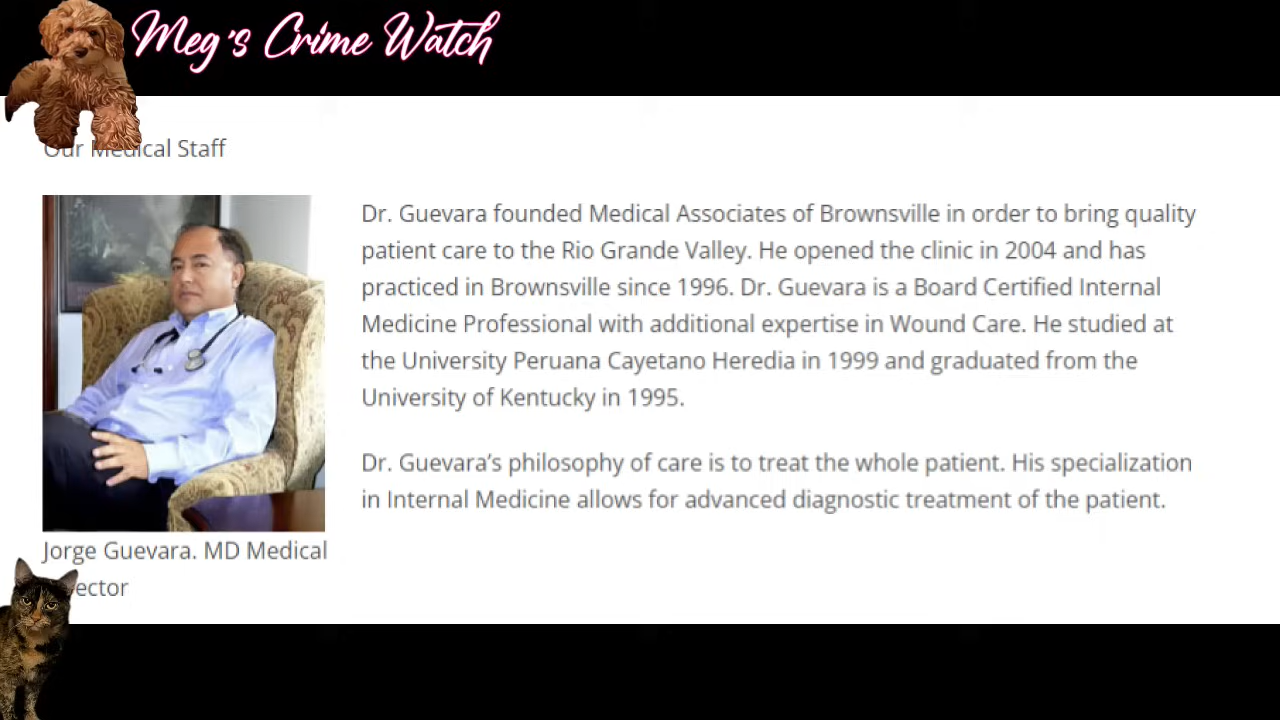 Meg's Crime Watch
Our Medical Staff
Dr. Guevara founded Medical Associates of Brownsville in order to bring quality
patient care to the Rio Grande Valley. He opened the clinic in 2004 and has
practiced in Brownsville since 1996. Dr. Guevara is a Board Certified Internal
Medicine Professional with additional expertise in Wound Care. He studied at
the University Peruana Cayetano Heredia in 1999 and graduated from the
University of Kentucky in 1995.
Dr. Guevara’s philosophy of care is to treat the whole patient. His specialization
in Internal Medicine allows for advanced diagnostic treatment of the patient.
Jorge Guevara. MD Medical
ector